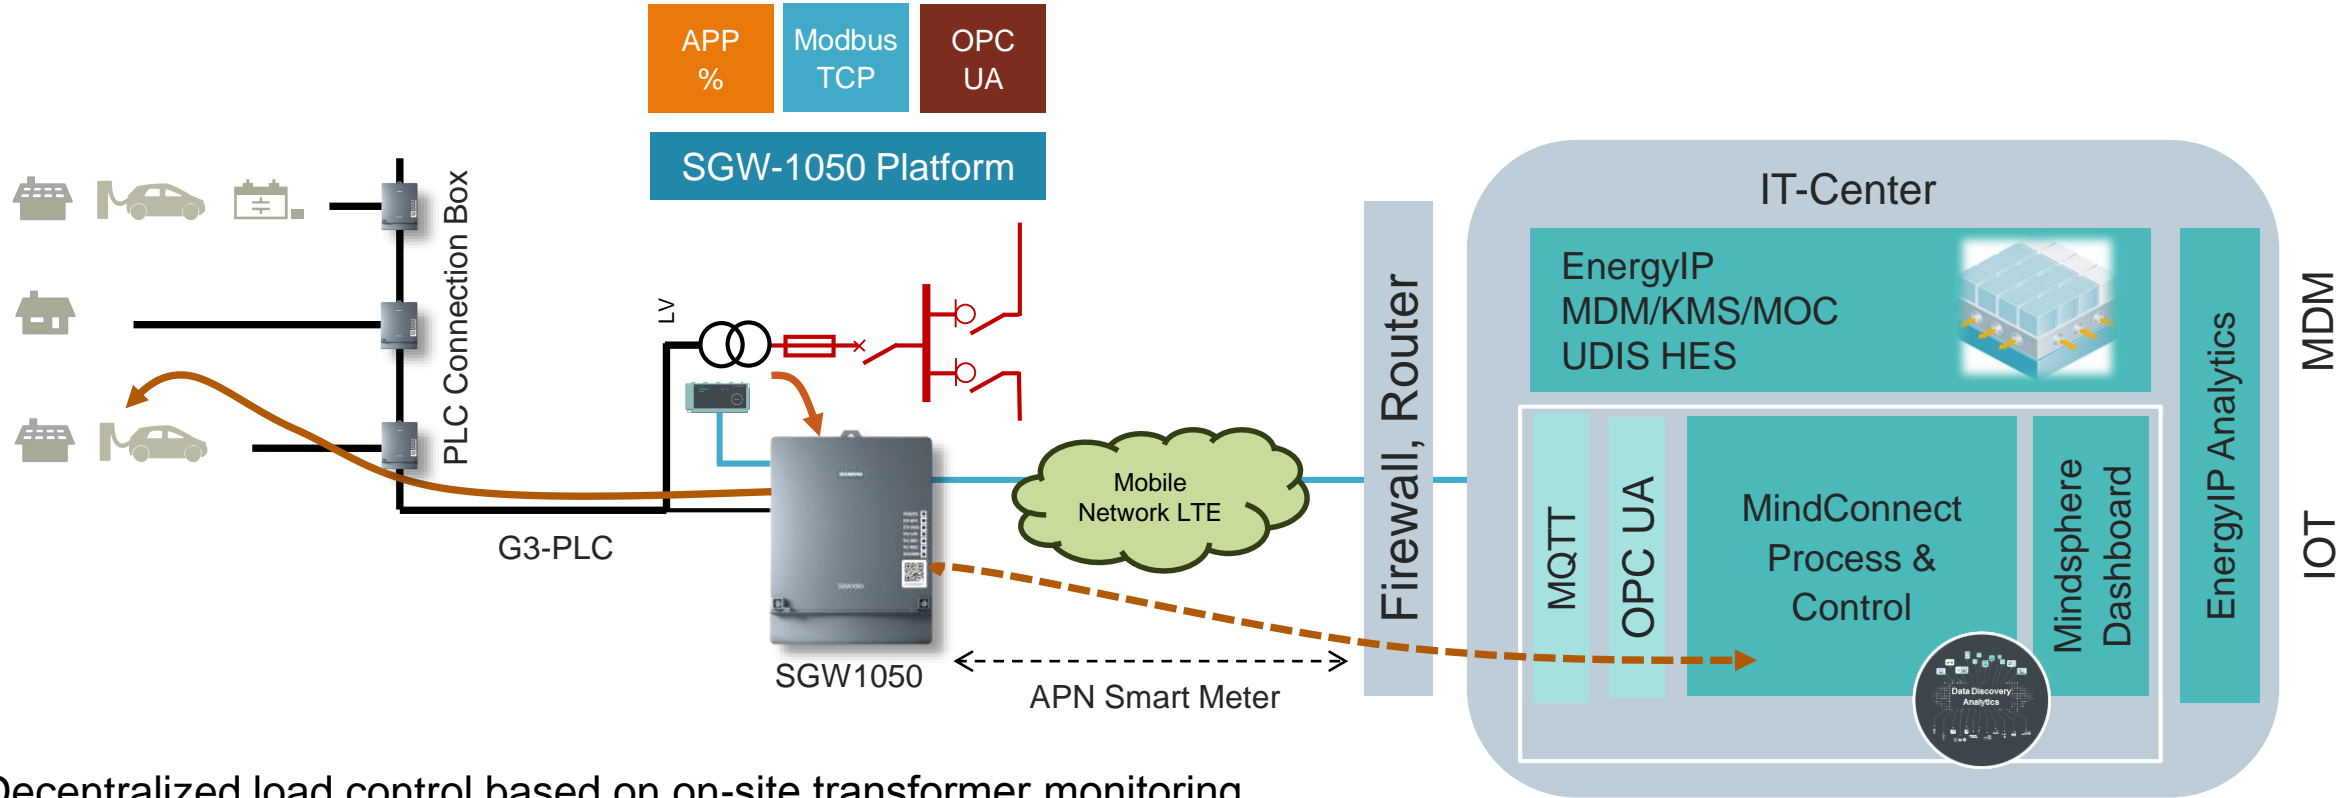 APP
%
Modbus
TCP
OPC
UA
SGW-1050 Platform
PLC Connection Box
LV
G3-PLC
SIEMENS
SGW1050
SGW1050
Mobile
Network LTE
APN Smart Meter
Firewall, Router
IT-Center
EnergyIP
MDM/KMS/MOC
UDIS HES
MQTT
OPC UA
MindConnect
Process &
Control
Mindsphere
Dashboard
Data Discovery
Analytics
EnergyIP Analytics
MDM
IOT
Decentralized load control based on on-site transformer monitoring